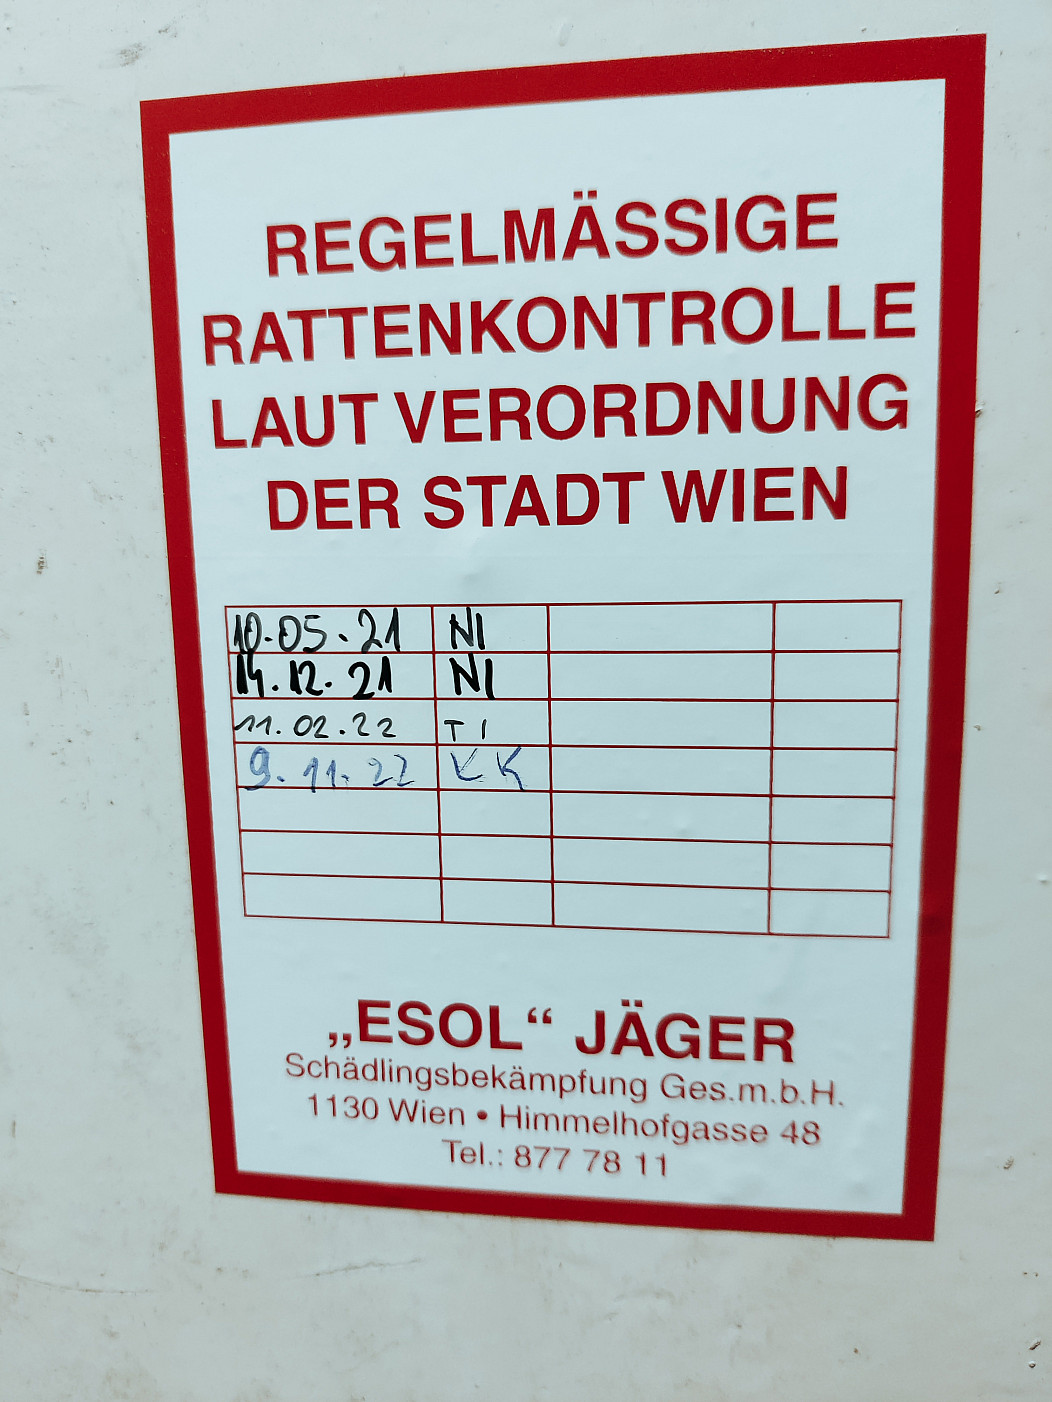 REGELMÄSSIGE
RATTENKONTROLLE
LAUT VERORDNUNG
DER STADT WIEN
10.05.21 NI
14.12.21 NI
11.02.22 TI
9.11.22 KK
„ESOL“ JÄGER
Schädlingsbekämpfung Ges.m.b.H.
1130 Wien • Himmelhofgasse 48
Tel.: 877 78 11